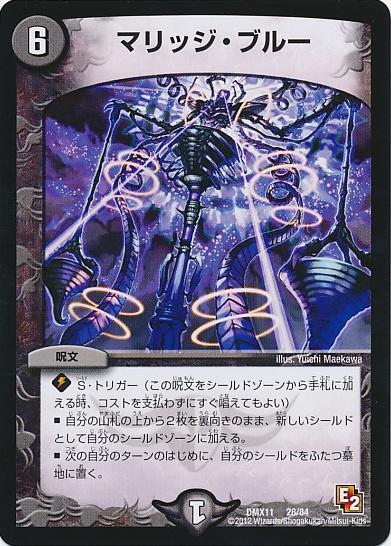 6
マリッジ・ブルー
呪文
illus. Yuichi Maekawa
S・トリガー(この呪文をシールドゾーンから手札に加
える時、コストを支払わずにすぐ唱えてもよい)
■ 自分の山札の上から2枚を裏向きのまま、新しいシールド
として自分のシールドゾーンに加える。
■ 次の自分のターンのはじめに、自分のシールドをふたつ墓
地に置く。
1
E2
DMX11 26/84
©2012 Wizards/Shogakukan/Mitsui-Kids